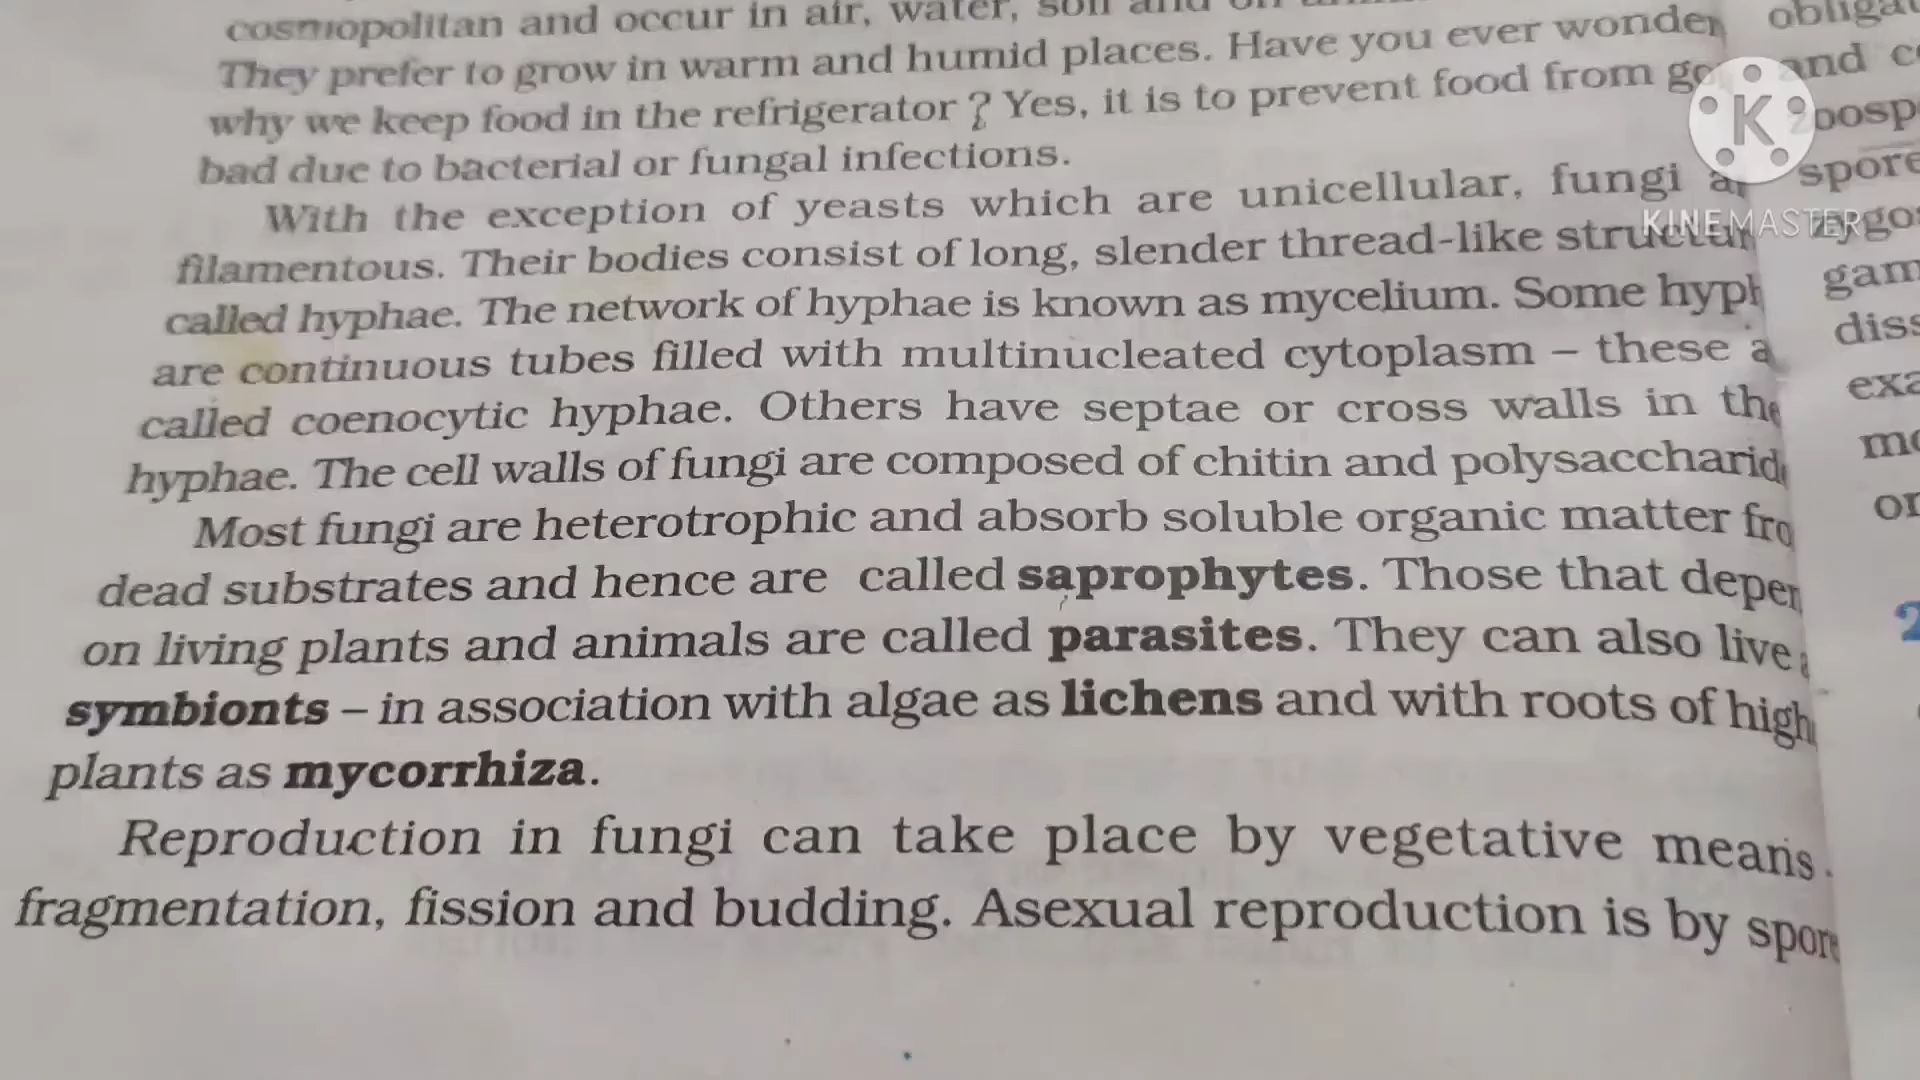 cosmopolitan and occur in air, water, soil and on
They prefer to grow in warm and humid places. Have you ever wonder
why we keep food in the refrigerator ? Yes, it is to prevent food from go
bad due to bacterial or fungal infections.
With the exception of yeasts which are unicellular, fungi a
filamentous. Their bodies consist of long, slender thread-like structur
called hyphae. The network of hyphae is known as mycelium. Some hyph
are continuous tubes filled with multinucleated cytoplasm – these a
called coenocytic hyphae. Others have septae or cross walls in the
hyphae. The cell walls of fungi are composed of chitin and polysaccharid
Most fungi are heterotrophic and absorb soluble organic matter fro
dead substrates and hence are called saprophytes. Those that depen
on living plants and animals are called parasites. They can also live a
symbionts – in association with algae as lichens and with roots of high
plants as mycorrhiza.
Reproduction in fungi can take place by vegetative means
fragmentation, fission and budding. Asexual reproduction is by spore
obligat
and c
oosp
spore
ygo
gam
diss
exa
mo
or
2
K
KINEMASTER